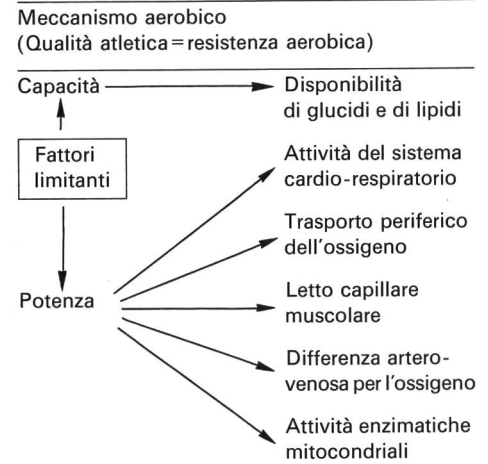 Meccanismo aerobico
(Qualità atletica=resistenza aerobica)
Capacità
Disponibilità
di glucidi e di lipidi
Fattori
limitanti
Attività del sistema
cardio-respiratorio
Trasporto periferico
dell'ossigeno
Potenza
Letto capillare
muscolare
Differenza artero-
venosa per l'ossigeno
Attività enzimatiche
mitocondriali